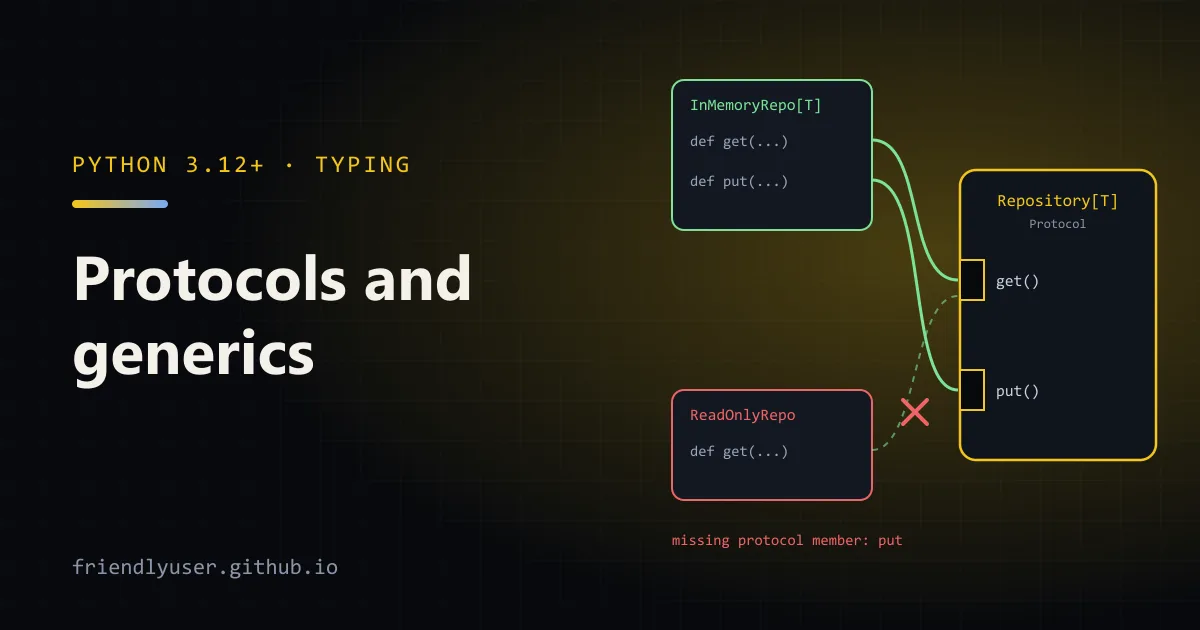 PYTHON 3.12+ · TYPING
Protocols and
generics
friendlyuser.github.io
InMemoryRepo[T]
def get(...)
def put(...)
ReadOnlyRepo
def get(...)
missing protocol member: put
Repository[T]
Protocol
get()
put()